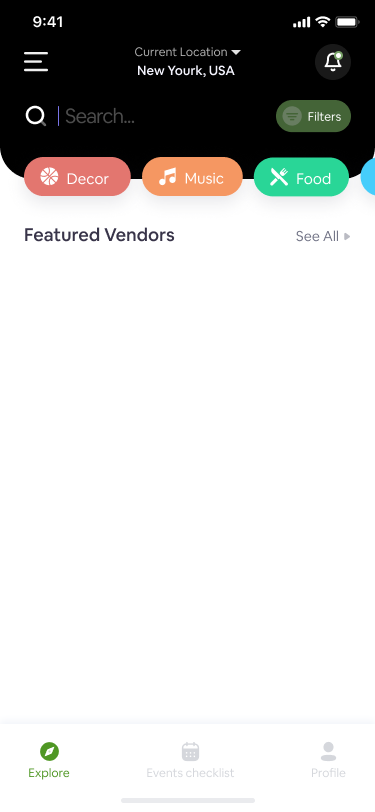 9:41
Current Location
New Yourk, USA
Search...
Filters
Decor
Music
Food
Featured Vendors
See All
Explore
Events checklist
Profile